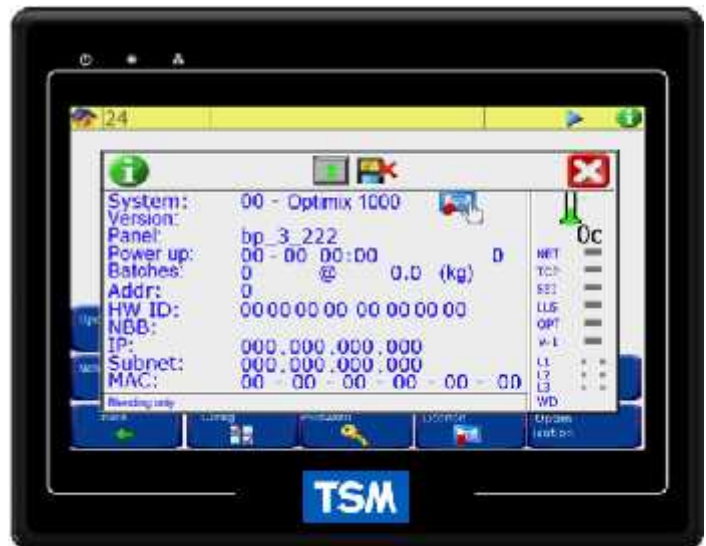 24
System: 00 - Optimix 1000
Version:
Panel: bp_3_222
Power up: 00 - 00 00:00 0
Batches: 0 @ 0.0 (kg)
Addr: 0
HW ID: 00 00 00 00 00 00 00 00
NBB:
IP: 000.000.000.000
Subnet: 000.000.000.000
MAC: 00 - 00 - 00 - 00 - 00 - 00
Blending only
0c
NET
TCP
OPT
L1
L2
L3
WD
Config
TSM